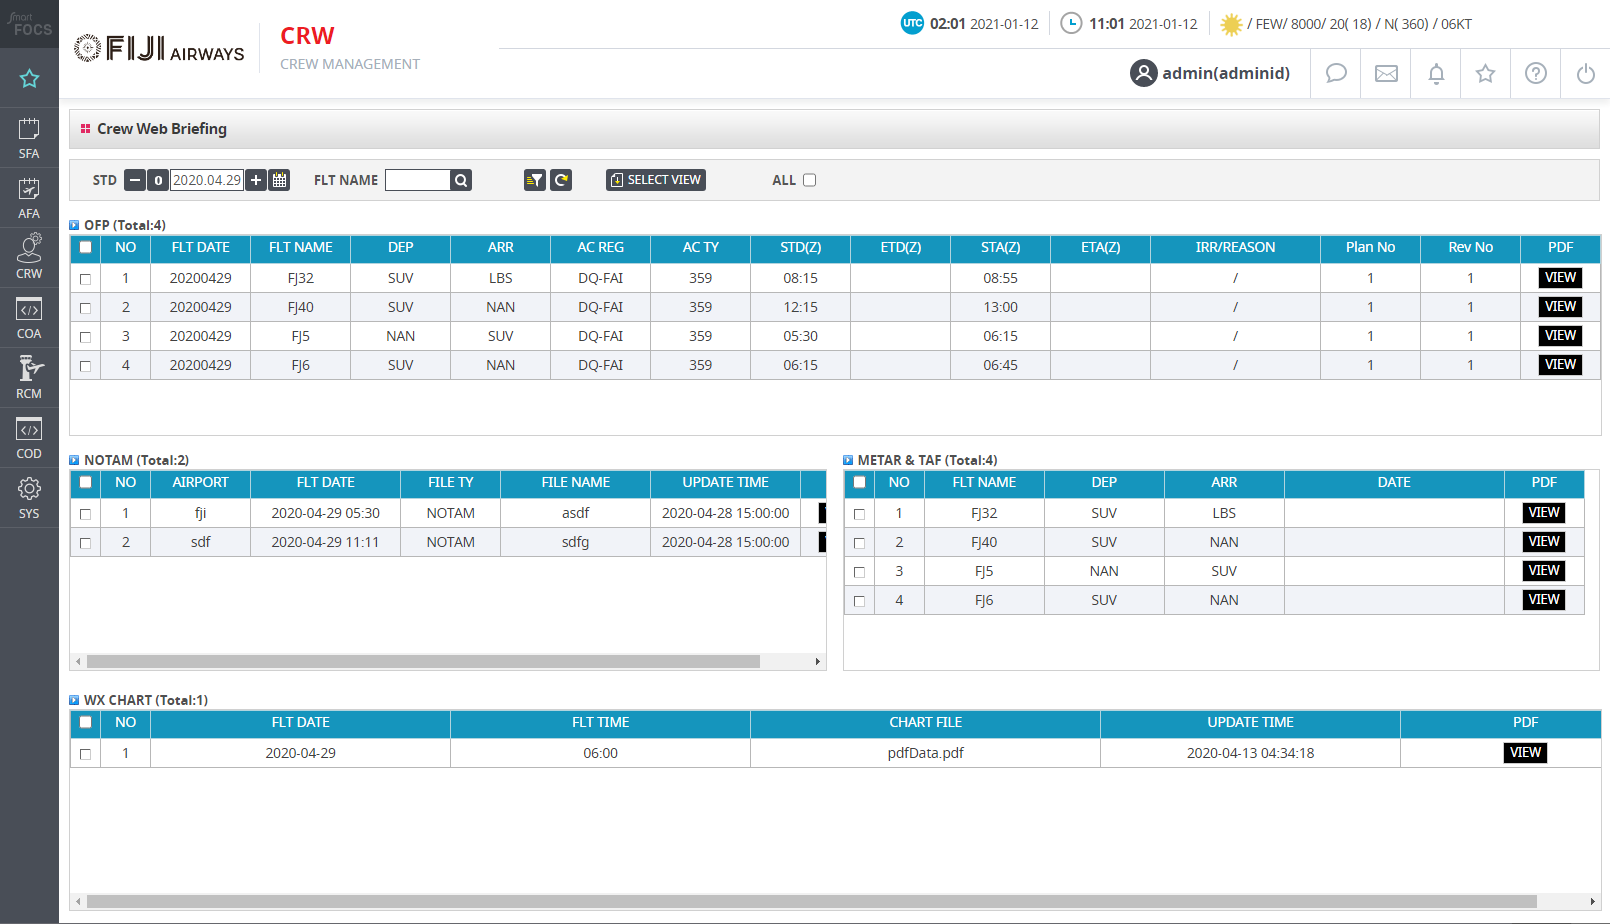 smart
FOCS
FIJI AIRWAYS
CRW
CREW MANAGEMENT
UTC 02:01 2021-01-12 11:01 2021-01-12 / FEW/ 8000/ 20( 18) / N( 360) / 06KT
admin(adminid)
SFA
AFA
CRW
COA
RCM
COD
SYS
Crew Web Briefing
STD 0 2020.04.29 FLT NAME SELECT VIEW ALL
OFP (Total:4)
NO FLT DATE FLT NAME DEP ARR AC REG AC TY STD(Z) ETD(Z) STA(Z) ETA(Z) IRR/REASON Plan No Rev No PDF
1 20200429 FJ32 SUV LBS DQ-FAI 359 08:15 08:55 / 1 1 VIEW
2 20200429 FJ40 SUV NAN DQ-FAI 359 12:15 13:00 / 1 1 VIEW
3 20200429 FJ5 NAN SUV DQ-FAI 359 05:30 06:15 / 1 1 VIEW
4 20200429 FJ6 SUV NAN DQ-FAI 359 06:15 06:45 / 1 1 VIEW
NOTAM (Total:2)
NO AIRPORT FLT DATE FILE TY FILE NAME UPDATE TIME
1 fji 2020-04-29 05:30 NOTAM asdf 2020-04-28 15:00:00
2 sdf 2020-04-29 11:11 NOTAM sdfg 2020-04-28 15:00:00
METAR & TAF (Total:4)
NO FLT NAME DEP ARR DATE PDF
1 FJ32 SUV LBS VIEW
2 FJ40 SUV NAN VIEW
3 FJ5 NAN SUV VIEW
4 FJ6 SUV NAN VIEW
WX CHART (Total:1)
NO FLT DATE FLT TIME CHART FILE UPDATE TIME PDF
1 2020-04-29 06:00 pdfData.pdf 2020-04-13 04:34:18 VIEW